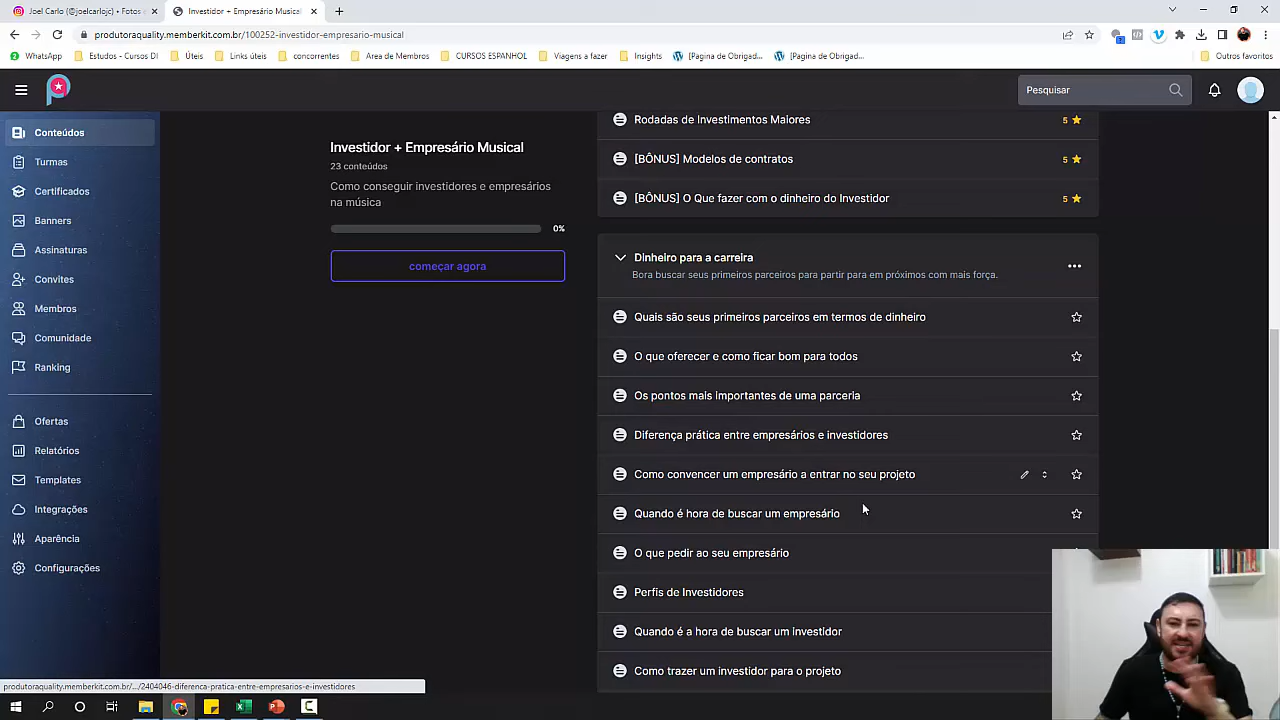 Joel Carlo (@joelcarlojc) • Fotos e
Investidor + Empresário Musical
produtoraquality.memberkit.com.br/100252-investidor-empresario-musical
WhatsApp
Estudos - Cursos DI
Úteis
Links úteis
concorrentes
Area de Membros
CURSOS ESPANHOL
Viagens a fazer
Insights
[Pagina de Obrigad...
[Pagina de Obrigad...
Outros favoritos
Pesquisar
Conteúdos
Turmas
Certificados
Banners
Assinaturas
Convites
Membros
Comunidade
Ranking
Ofertas
Relatórios
Templates
Integrações
Aparência
Configurações
Investidor + Empresário Musical
23 conteúdos
Como conseguir investidores e empresários
na música
0%
começar agora
Rodadas de Investimentos Maiores 5
[BÔNUS] Modelos de contratos 5
[BÔNUS] O Que fazer com o dinheiro do Investidor 5
Dinheiro para a carreira
Bora buscar seus primeiros parceiros para partir para em próximos com mais força.
Quais são seus primeiros parceiros em termos de dinheiro
O que oferecer e como ficar bom para todos
Os pontos mais importantes de uma parceria
Diferença prática entre empresários e investidores
Como convencer um empresário a entrar no seu projeto
Quando é hora de buscar um empresário
O que pedir ao seu empresário
Perfis de Investidores
Quando é a hora de buscar um investidor
Como trazer um investidor para o projeto
produtoraquality.memberkit.com.br/.../2404046-diferenca-pratica-entre-empresarios-e-investidores